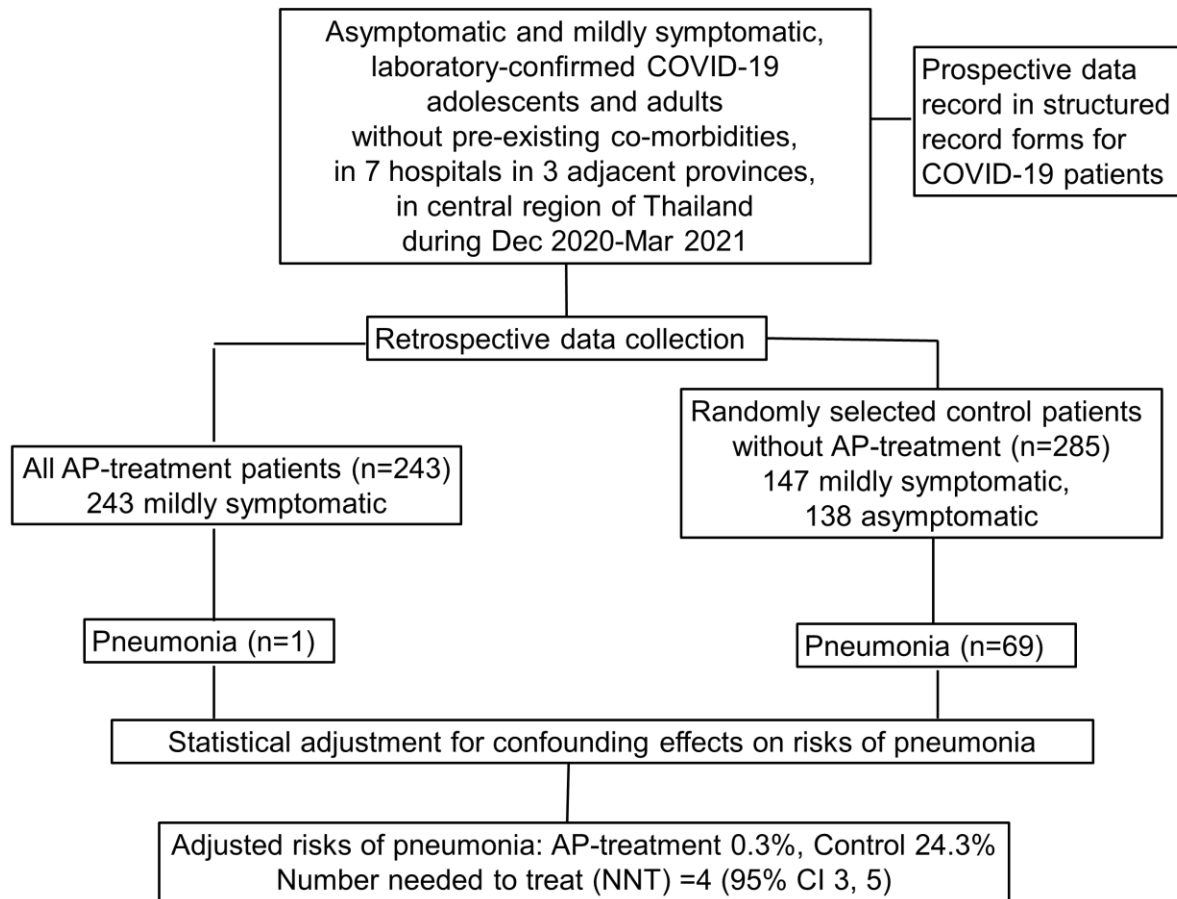 Asymptomatic and mildly symptomatic,
laboratory-confirmed COVID-19
adolescents and adults
without pre-existing co-morbidities,
in 7 hospitals in 3 adjacent provinces,
in central region of Thailand
during Dec 2020-Mar 2021
Prospective data
record in structured
record forms for
COVID-19 patients
Retrospective data collection
All AP-treatment patients (n=243)
243 mildly symptomatic
Randomly selected control patients
without AP-treatment (n=285)
147 mildly symptomatic,
138 asymptomatic
Pneumonia (n=1)
Pneumonia (n=69)
Statistical adjustment for confounding effects on risks of pneumonia
Adjusted risks of pneumonia: AP-treatment 0.3%, Control 24.3%
Number needed to treat (NNT) =4 (95% CI 3, 5)